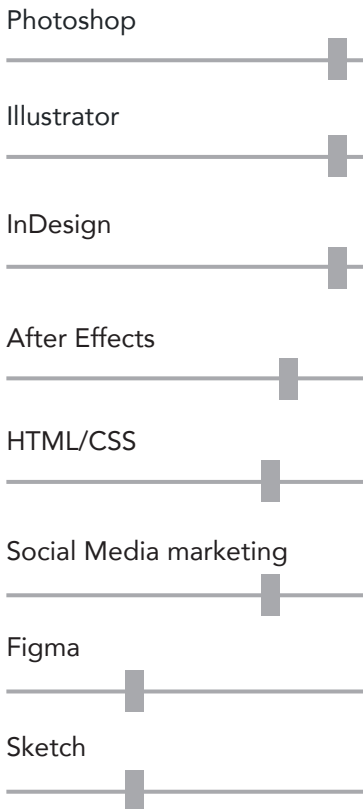 Photoshop
Illustrator
InDesign
After Effects
HTML/CSS
Social Media marketing
Figma
Sketch